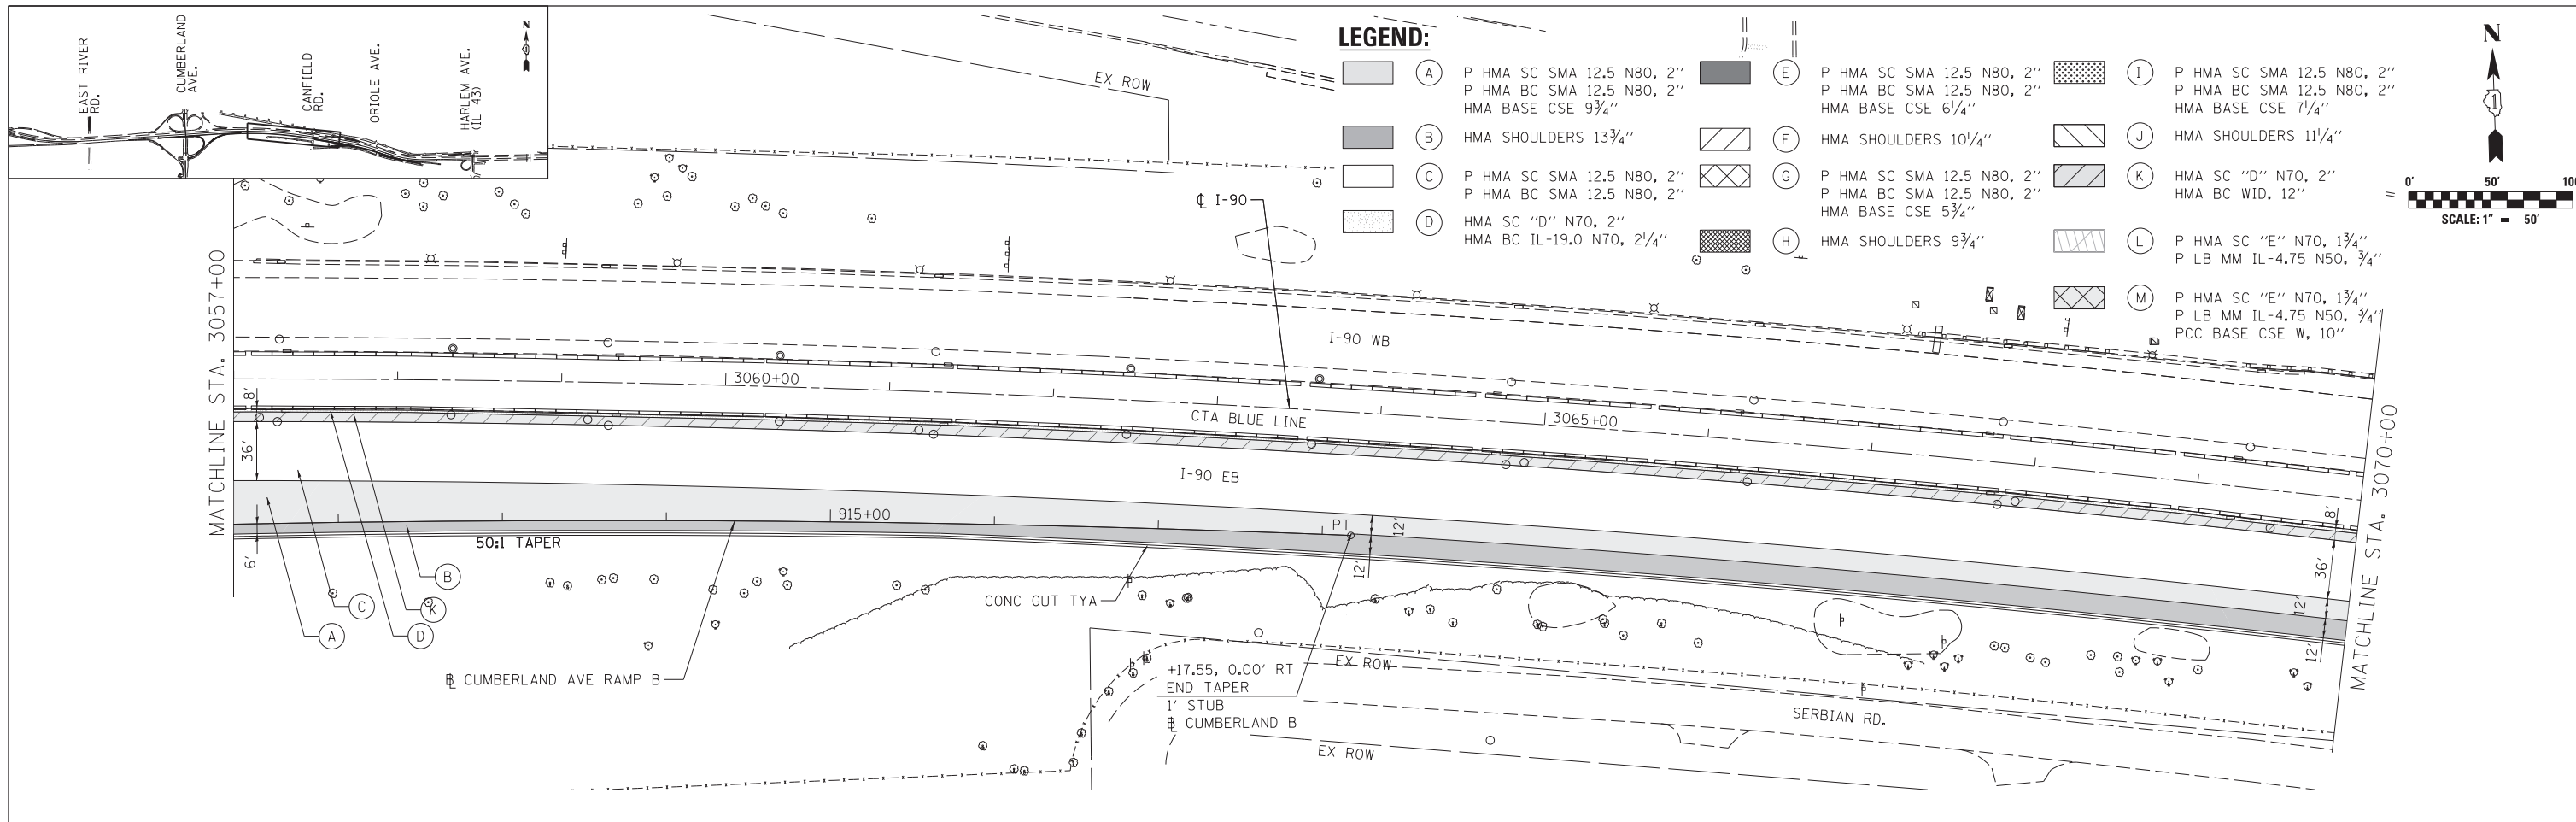 EAST RIVER
RD.
CUMBERLAND
AVE.
CANFIELD
RD.
ORIOLE AVE.
HARLEM AVE.
(IL 43)
N
EX ROW
LEGEND:
A P HMA SC SMA 12.5 N80, 2"
P HMA BC SMA 12.5 N80, 2"
HMA BASE CSE 9¾"
B HMA SHOULDERS 13¾"
C P HMA SC SMA 12.5 N80, 2"
P HMA BC SMA 12.5 N80, 2"
D HMA SC "D" N70, 2"
HMA BC IL-19.0 N70, 2¼"
E P HMA SC SMA 12.5 N80, 2"
P HMA BC SMA 12.5 N80, 2"
HMA BASE CSE 6¼"
F HMA SHOULDERS 10¼"
G P HMA SC SMA 12.5 N80, 2"
P HMA BC SMA 12.5 N80, 2"
HMA BASE CSE 5¾"
H HMA SHOULDERS 9¾"
I P HMA SC SMA 12.5 N80, 2"
P HMA BC SMA 12.5 N80, 2"
HMA BASE CSE 7¼"
J HMA SHOULDERS 11¼"
K HMA SC "D" N70, 2"
HMA BC WID, 12"
L P HMA SC "E" N70, 1¾"
P LB MM IL-4.75 N50, ¾"
M P HMA SC "E" N70, 1¾"
P LB MM IL-4.75 N50, ¾"
PCC BASE CSE W, 10"
N
0' 50' 100
SCALE: 1" = 50'
℄ I-90
MATCHLINE STA. 3057+00
I-90 WB
3060+00
CTA BLUE LINE
3065+00
8'
36'
I-90 EB
915+00
PT
12'
12'
6'
50:1 TAPER
B
C
K
A
D
CONC GUT TYA
B CUMBERLAND AVE RAMP B
+17.55, 0.00' RT
END TAPER
1' STUB
B CUMBERLAND B
EX ROW
EX ROW
SERBIAN RD.
8'
36'
12'
12'
MATCHLINE STA. 3070+00